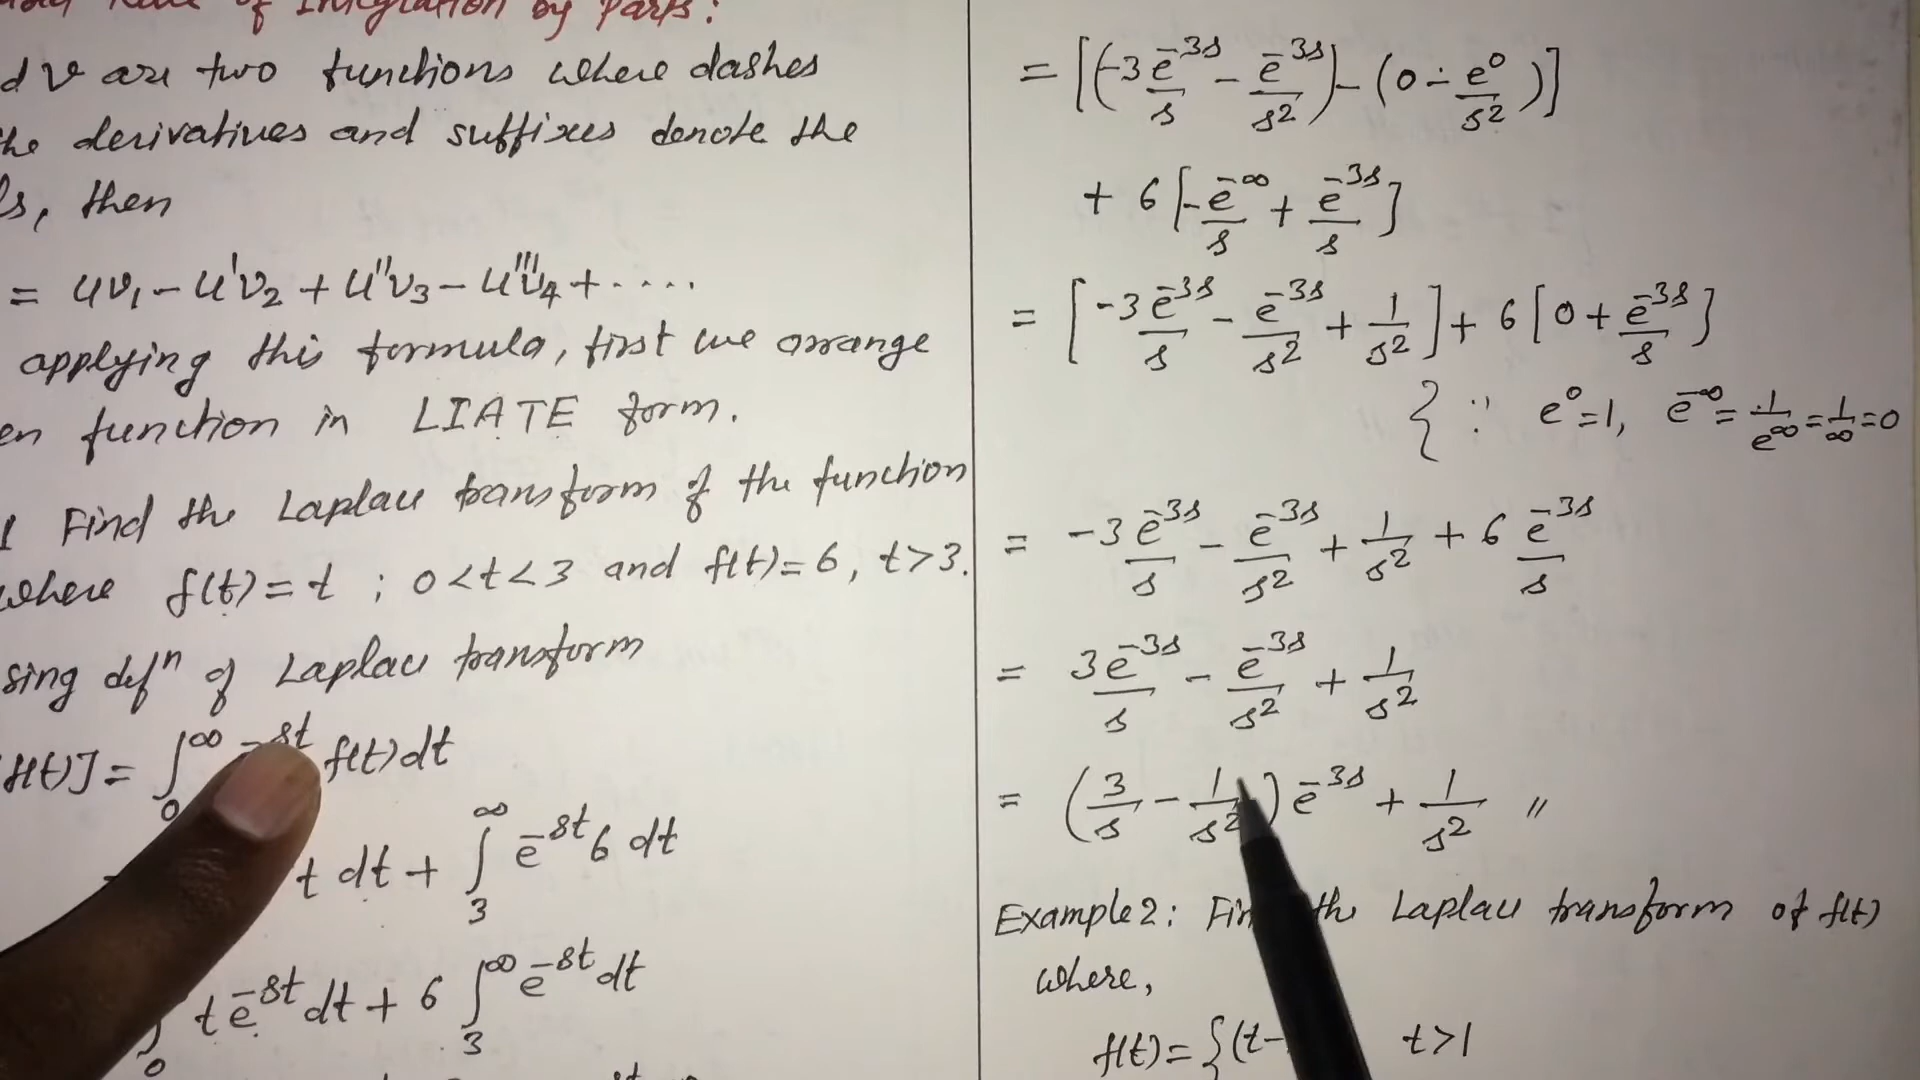 of Integration by Parts:
d v are two functions where dashes
the derivatives and suffixes denote the
ls, then
= uv₁ - u'v₂ + u''v₃ - u'''v₄ + ....
applying this formula, first we arrange
en function in LIATE form.
1 Find the Laplace transform of the function
where f(t) = t ; 0<t<3 and f(t) = 6, t>3.
sing defⁿ of Laplace transform
f(t)] = ∫₀^∞ -st f(t) dt
t dt + ∫₃^∞ e^-st 6 dt
∫₀ t e^-st dt + 6 ∫₃^∞ e^-st dt
= [(-3 e^-3s/s - e^-3s/s²) - (0 - e⁰/s²)]
+ 6 [-e^-∞/s + e^-3s/s]
= [-3 e^-3s/s - e^-3s/s² + 1/s²] + 6 [0 + e^-3s/s]
{ ∵ e⁰ = 1, e^-∞ = 1/e^∞ = 1/∞ = 0
= -3 e^-3s/s - e^-3s/s² + 1/s² + 6 e^-3s/s
= 3e^-3s/s - e^-3s/s² + 1/s²
= (3/s - 1/s²) e^-3s + 1/s² //
Example 2: Fin the Laplace transform of f(t)
where,
f(t) = { (t- t>1